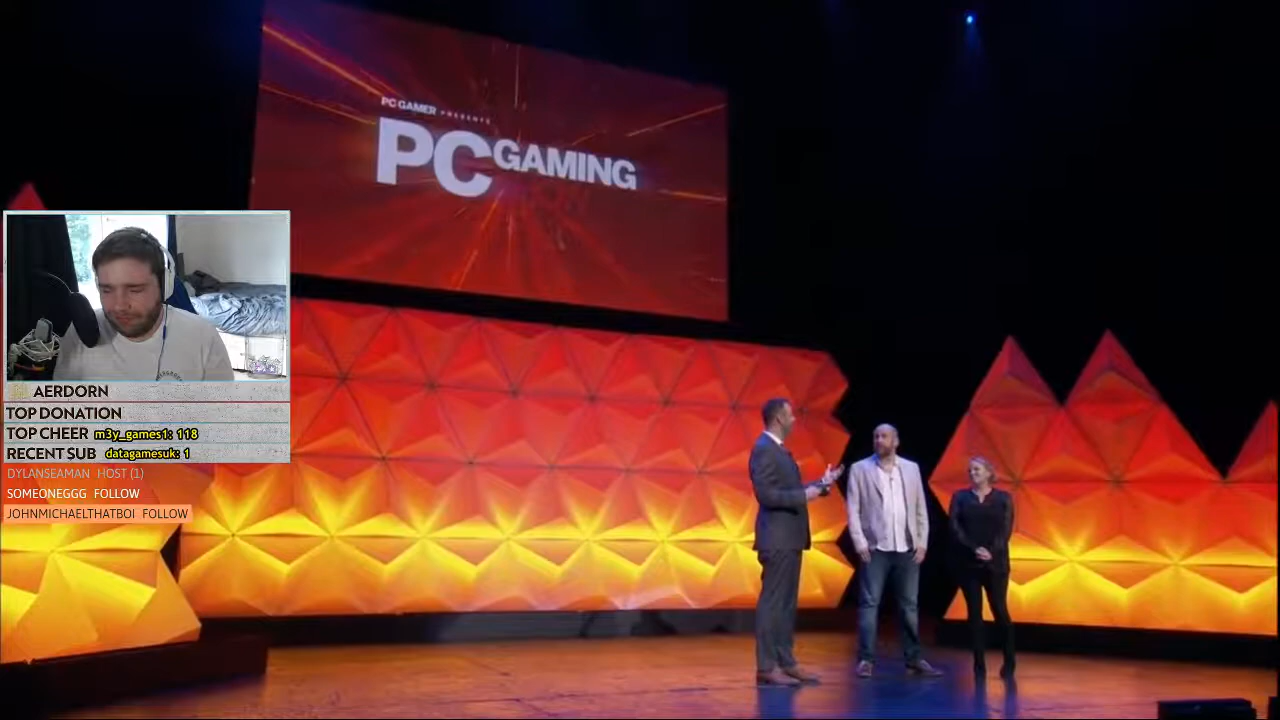 PC GAMER PRESENTS
PC GAMING
AERDORN
TOP DONATION
TOP CHEER m3y_games1: 118
RECENT SUB datagamesuk: 1
DYLANSEAMAN HOST (1)
SOMEONEGGG FOLLOW
JOHNMICHAELTHATBOI FOLLOW